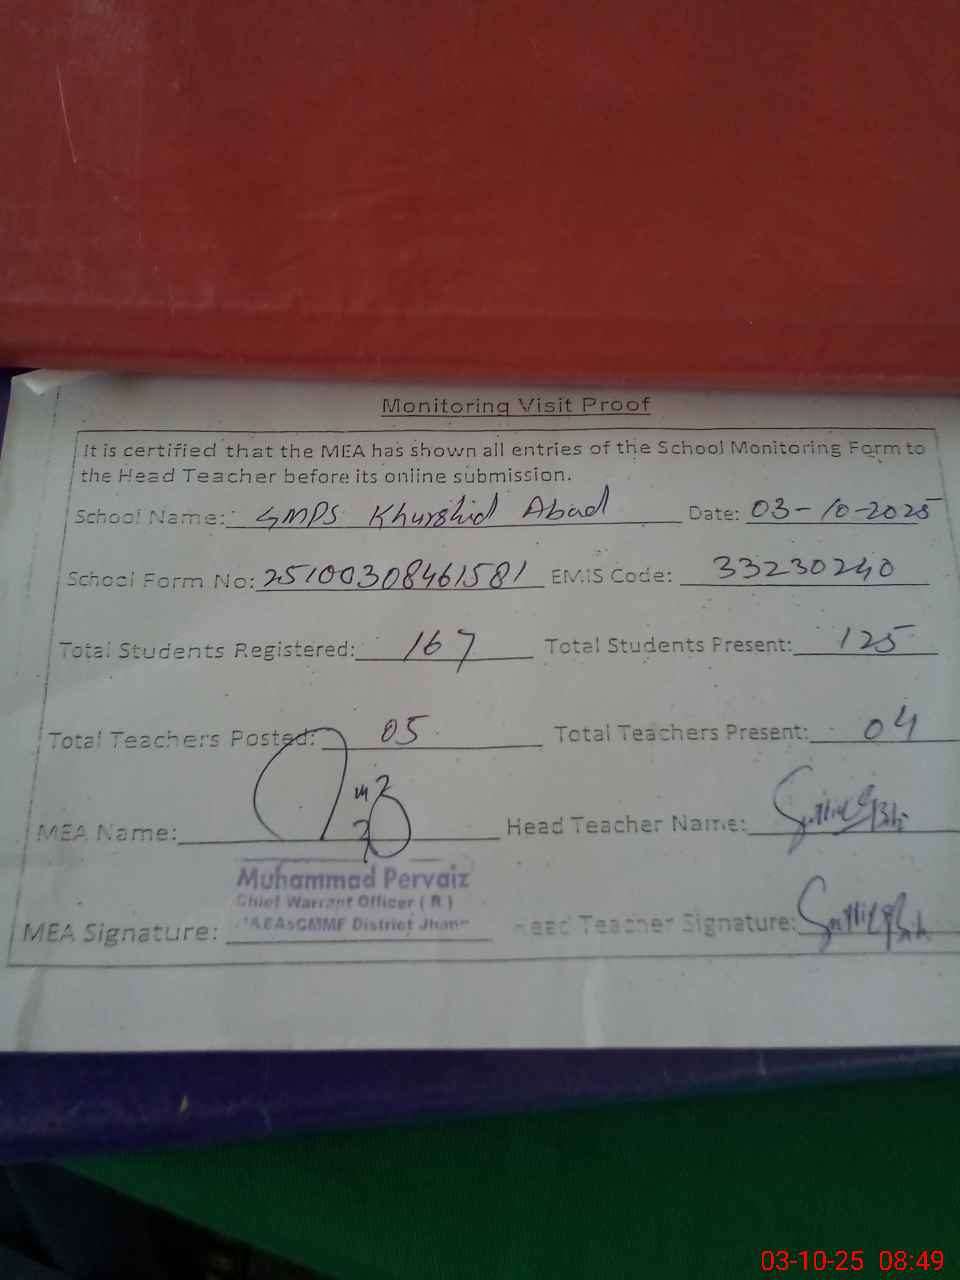 Monitoring Visit Proof
It is certified that the MEA has shown all entries of the School Monitoring Form to
the Head Teacher before its online submission.
School Name: GMPS Khurshid Abad Date: 03-10-2025
School Form No: 25100308461581 EMIS Code: 33230240
Total Students Registered: 167 Total Students Present: 125
Total Teachers Posted: 05 Total Teachers Present: 04
MEA Name: Head Teacher Name:
Muhammad Pervaiz
Chief Warrant Officer ( R )
District
MEA Signature: Head Teacher Signature:
03-10-25 08:49